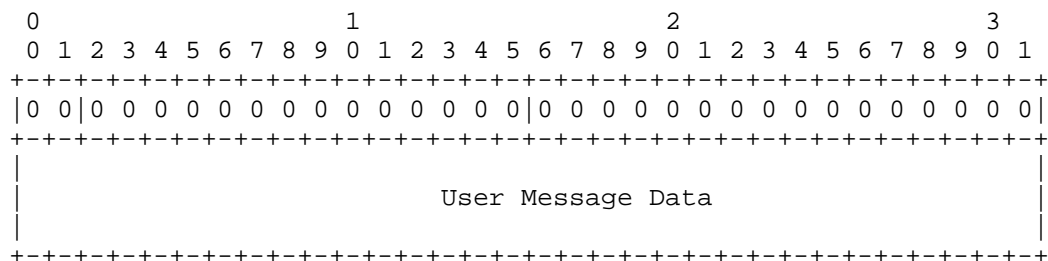 0                   1                   2                   3
 0 1 2 3 4 5 6 7 8 9 0 1 2 3 4 5 6 7 8 9 0 1 2 3 4 5 6 7 8 9 0 1
+-+-+-+-+-+-+-+-+-+-+-+-+-+-+-+-+-+-+-+-+-+-+-+-+-+-+-+-+-+-+-+-+
|0 0|0 0 0 0 0 0 0 0 0 0 0 0 0 0|0 0 0 0 0 0 0 0 0 0 0 0 0 0 0 0|
+-+-+-+-+-+-+-+-+-+-+-+-+-+-+-+-+-+-+-+-+-+-+-+-+-+-+-+-+-+-+-+-+
|                                                               |
|                          User Message Data                    |
|                                                               |
+-+-+-+-+-+-+-+-+-+-+-+-+-+-+-+-+-+-+-+-+-+-+-+-+-+-+-+-+-+-+-+-+